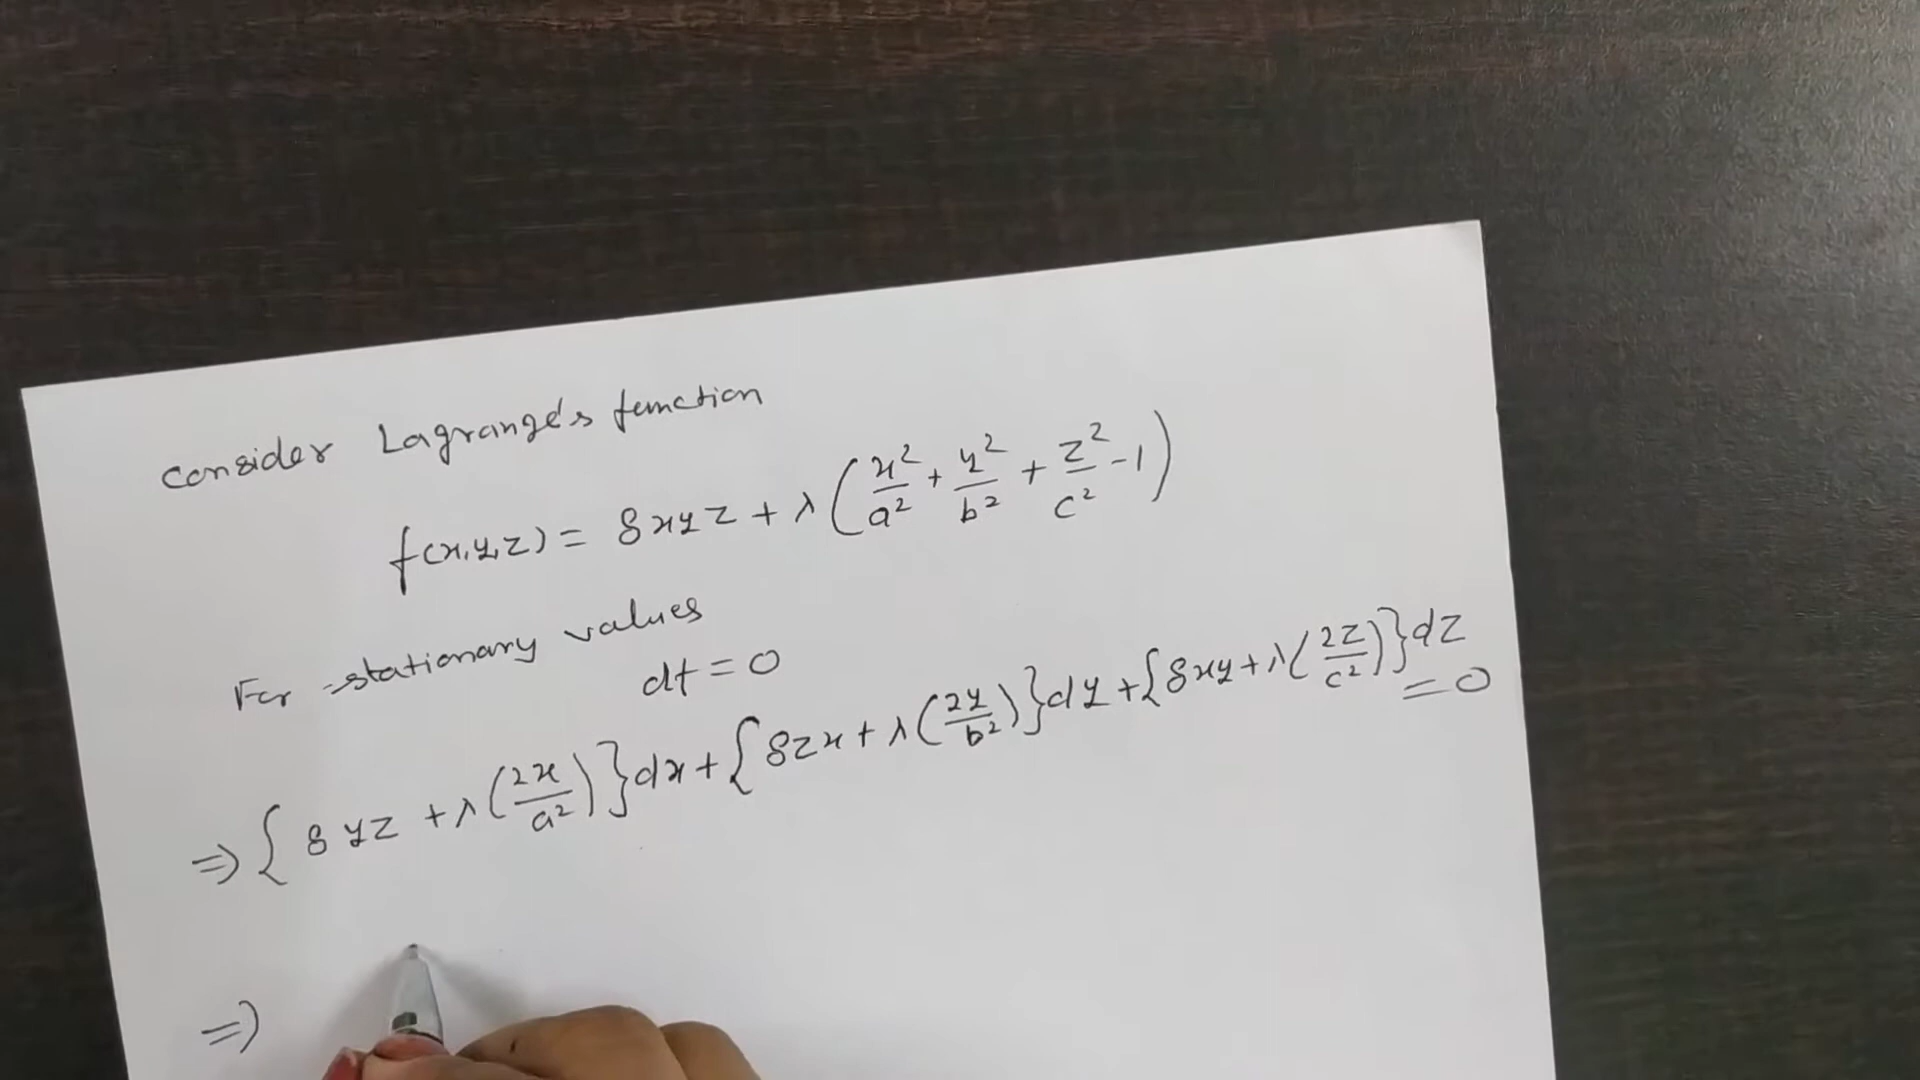 Consider Lagrange's function
f(x,y,z) = 8xyz + λ(x²/a² + y²/b² + z²/c² - 1)
For stationary values
df = 0
⇒ {8yz + λ(2x/a²)}dx + {8zx + λ(2y/b²)}dy + {8xy + λ(2z/c²)}dz
= 0
⇒